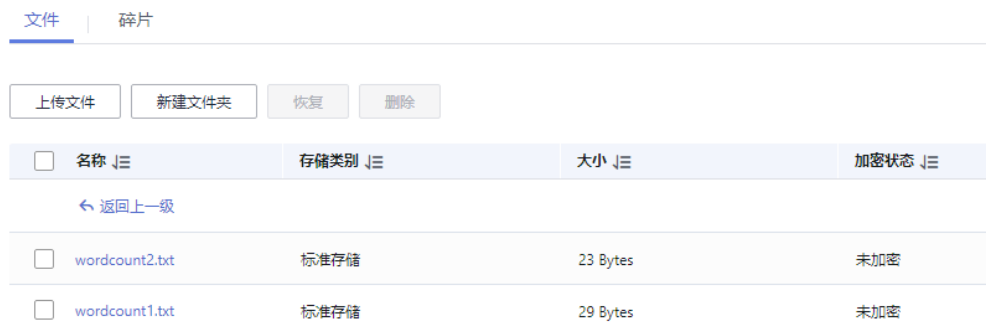 文件 碎片
上传文件 新建文件夹 恢复 删除
名称 存储类别 大小 加密状态
返回上一级
wordcount2.txt 标准存储 23 Bytes 未加密
wordcount1.txt 标准存储 29 Bytes 未加密